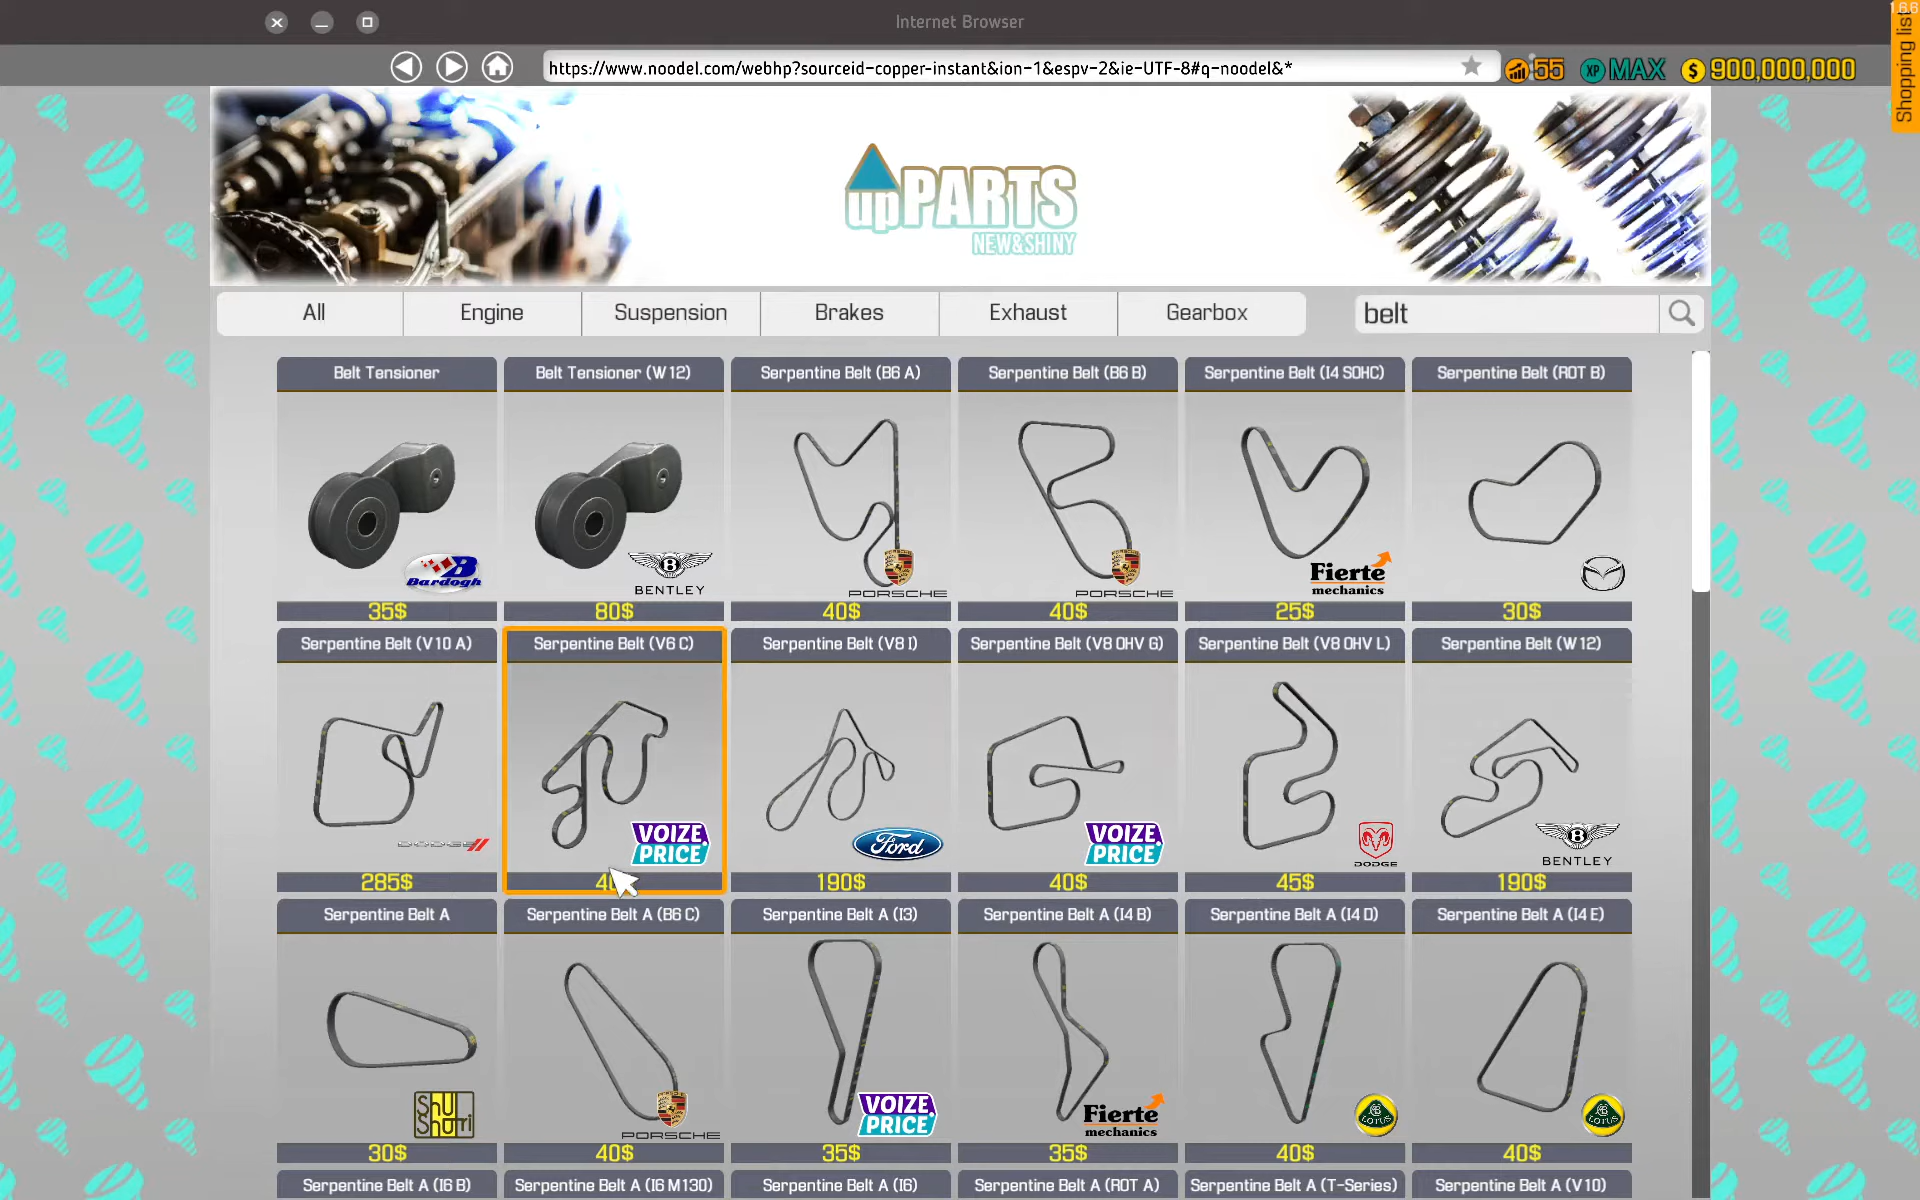 Internet Browser
166
Shopping list
https://www.noodel.com/webhp?sourceid-copper-instant&ion-1&espv-2&ie-UTF-8#q-noodel&*
55
XP MAX
$ 900,000,000
upPARTS
NEW&SHINY
All
Engine
Suspension
Brakes
Exhaust
Gearbox
belt
Belt Tensioner
Belt Tensioner (W12)
Serpentine Belt (B6 A)
Serpentine Belt (B6 B)
Serpentine Belt (I4 SOHC)
Serpentine Belt (ROT B)
B
Bardogh
B
BENTLEY
PORSCHE
PORSCHE
Fierte
mechanics
35$
80$
40$
40$
25$
30$
Serpentine Belt (V10 A)
Serpentine Belt (V6 C)
Serpentine Belt (V8 I)
Serpentine Belt (V8 OHV G)
Serpentine Belt (V8 OHV L)
Serpentine Belt (W12)
DODGE
VOIZE
PRICE
Ford
VOIZE
PRICE
DODGE
B
BENTLEY
285$
190$
40$
45$
190$
Serpentine Belt A
Serpentine Belt A (B6 C)
Serpentine Belt A (I3)
Serpentine Belt A (I4 B)
Serpentine Belt A (I4 D)
Serpentine Belt A (I4 E)
PORSCHE
VOIZE
PRICE
Fierte
mechanics
LOTUS
LOTUS
30$
40$
35$
35$
40$
40$
Serpentine Belt A (I6 B)
Serpentine Belt A (I6 M130)
Serpentine Belt A (I6)
Serpentine Belt A (ROT A)
Serpentine Belt A (T-Series)
Serpentine Belt A (V10)